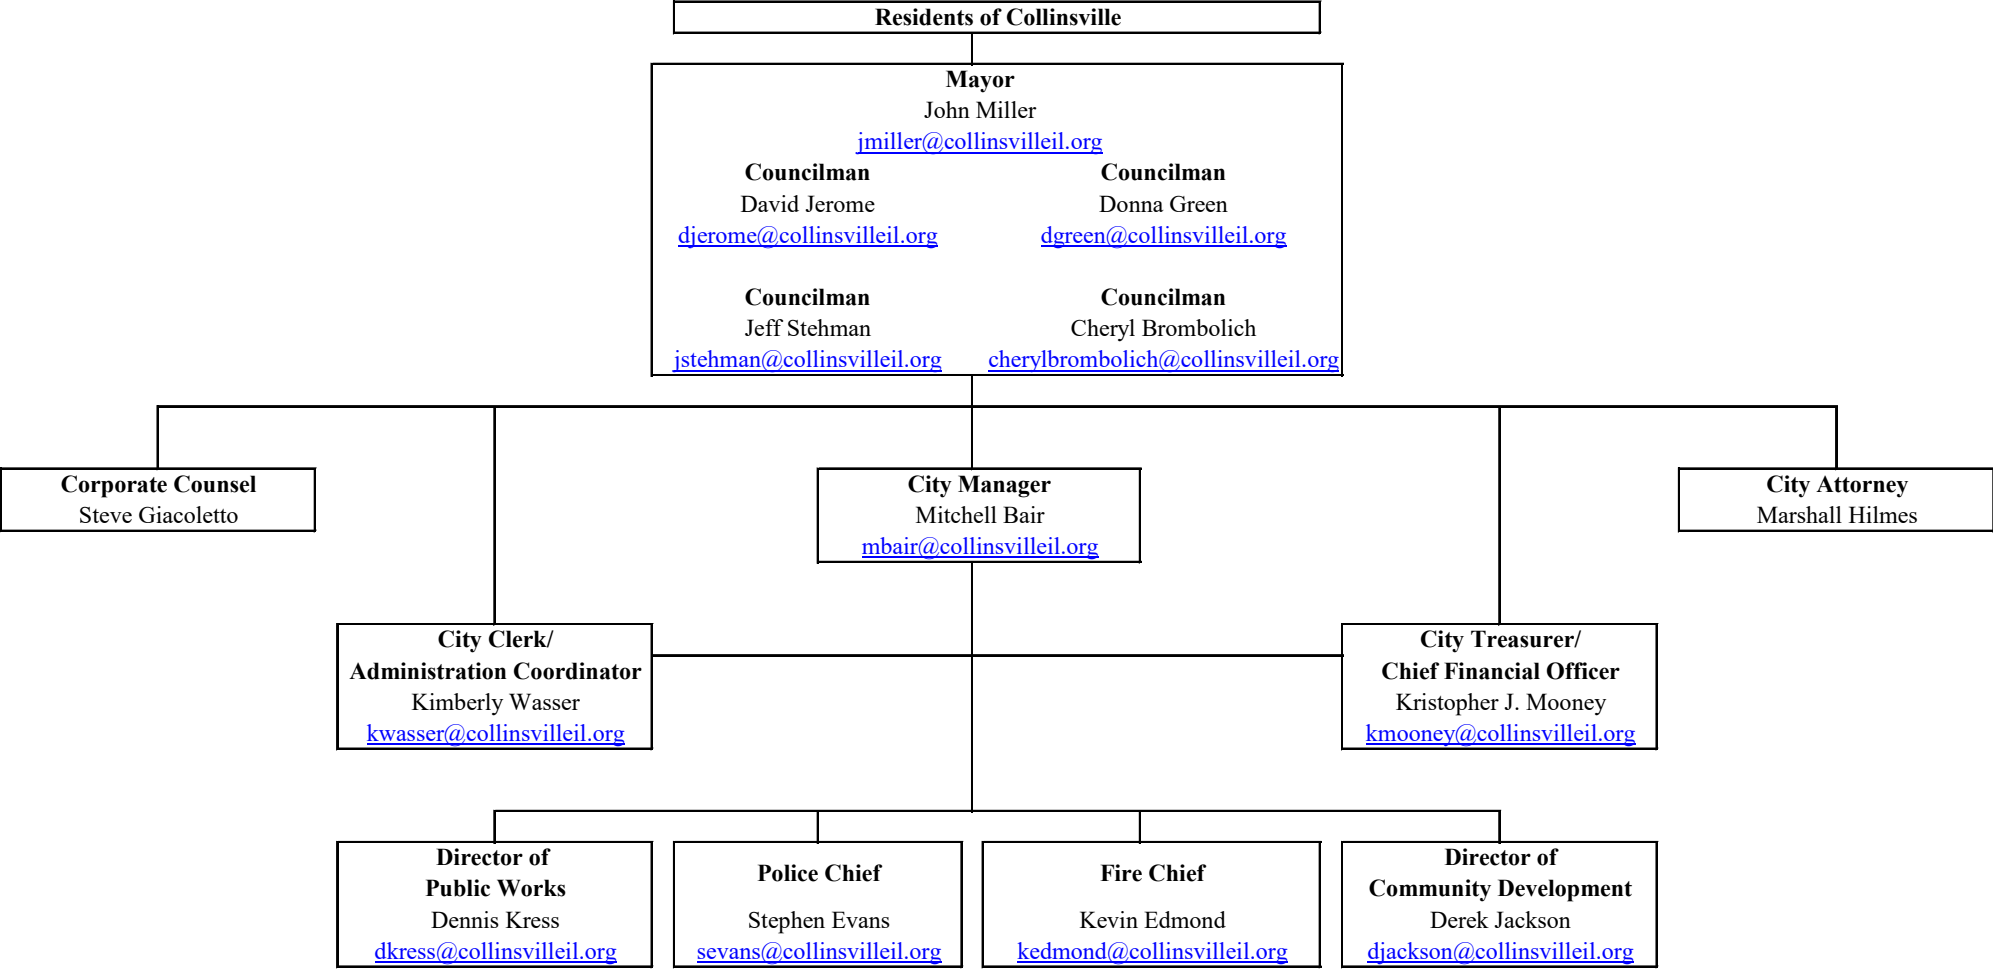 Residents of Collinsville
Mayor
John Miller
jmiller@collinsvilleil.org
Councilman
David Jerome
djerome@collinsvilleil.org
Councilman
Donna Green
dgreen@collinsvilleil.org
Councilman
Jeff Stehman
jstehman@collinsvilleil.org
Councilman
Cheryl Brombolich
cherylbrombolich@collinsvilleil.org
Corporate Counsel
Steve Giacoletto
City Manager
Mitchell Bair
mbair@collinsvilleil.org
City Attorney
Marshall Hilmes
City Clerk/
Administration Coordinator
Kimberly Wasser
kwasser@collinsvilleil.org
City Treasurer/
Chief Financial Officer
Kristopher J. Mooney
kmooney@collinsvilleil.org
Director of
Public Works
Dennis Kress
dkress@collinsvilleil.org
Police Chief
Stephen Evans
sevans@collinsvilleil.org
Fire Chief
Kevin Edmond
kedmond@collinsvilleil.org
Director of
Community Development
Derek Jackson
djackson@collinsvilleil.org